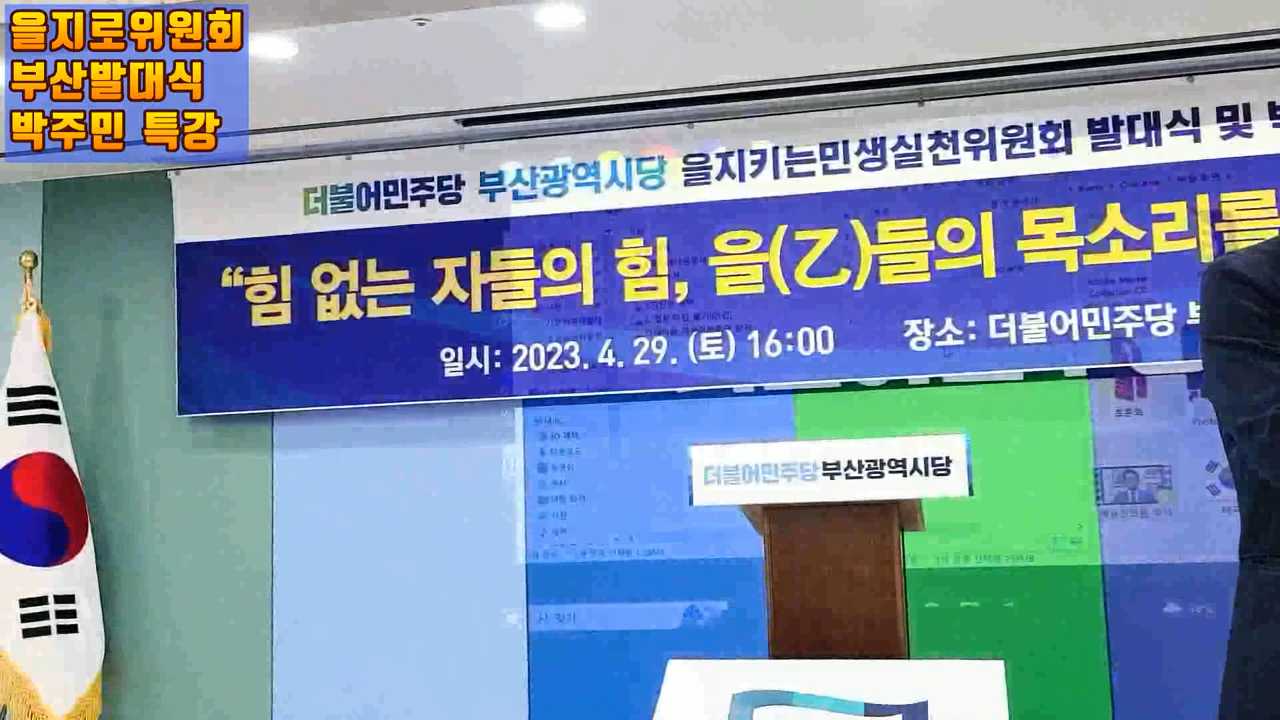 을지로위원회
부산발대식
박주민 특강
더불어민주당 부산광역시당 을지키는민생실천위원회 발대식 및
“힘 없는 자들의 힘, 을(乙)들의 목소리를
일시: 2023. 4. 29. (토) 16:00 장소: 더불어민주당
더불어민주당부산광역시당